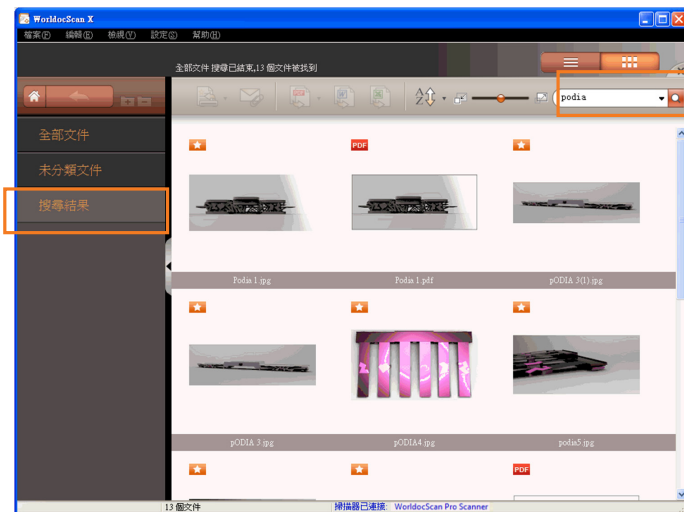 WorldocScan X
檔案(F) 編輯(E) 檢視(V) 設定(S) 幫助(H)
全部文件 搜尋已結束,13 個文件被找到
podia
全部文件
未分類文件
搜尋結果
PDF
Podia 1.jpg Podia 1.pdf pODIA 3(1).jpg
pODIA 3.jpg pODIA4.jpg podia5.jpg
PDF
13 個文件 掃描器已連接: WorldocScan Pro Scanner